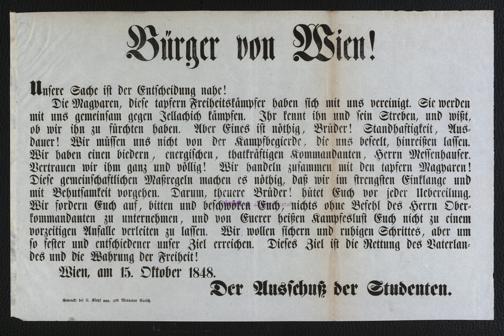 Bürger von Wien!
Unsere Sache ist der Entscheidung nahe!
Die Magyaren, diese tapfern Freiheitskämpfer haben sich mit uns vereinigt. Sie werden
mit uns gemeinsam gegen Jellachich kämpfen. Ihr kennt ihn und sein Streben, und wißt,
ob wir ihn zu fürchten haben. Aber Eines ist nöthig, Brüder! Standhaftigkeit, Aus-
dauer! Wir müssen uns nicht von der Kampfbegierde, die uns beseelt, hinreißen lassen.
Wir haben einen biedern, energischen, thatkräftigen Kommandanten, Herrn Messenhauser.
Vertrauen wir ihm ganz und völlig! Wir handeln zusammen mit den tapfern Magyaren!
Diese gemeinschaftlichen Maßregeln machen es nöthig, daß wir im strengsten Einklange und
mit Behutsamkeit vorgehen. Darum, theuere Brüder! hütet Euch vor jeder Uebereilung.
Wir fordern Euch auf, bitten und beschwören Euch, nichts ohne Befehl des Herrn Ober-
kommandanten zu unternehmen, und von Euerer heißen Kampfeslust Euch nicht zu einem
vorzeitigen Anfalle verleiten zu lassen. Wir wollen sichern und ruhigen Schrittes, aber um
so fester und entschiedener unser Ziel erreichen. Dieses Ziel ist die Rettung des Vaterlan-
des und die Wahrung der Freiheit!
Wien, am 15. Oktober 1848.
Der Ausschuß der Studenten.
Gedruckt bei